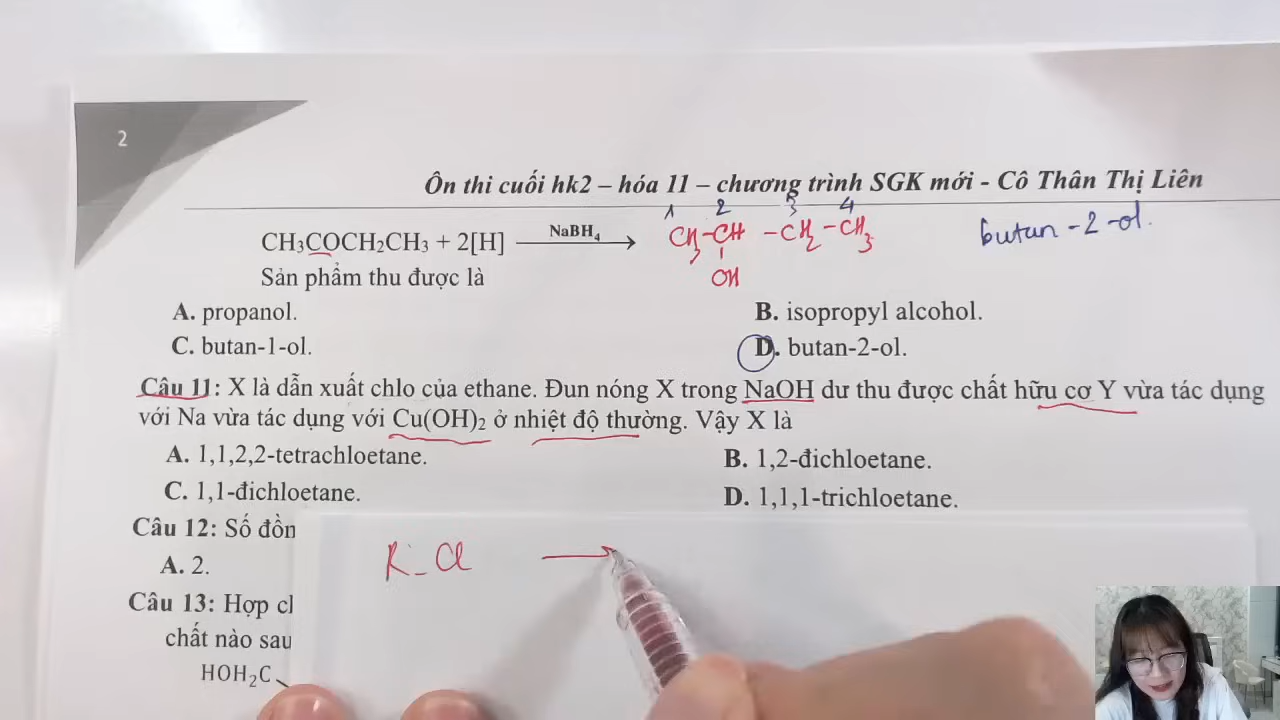 2
Ôn thi cuối hk2 – hóa 11 – chương trình SGK mới - Cô Thân Thị Liên
1 2 3 4
CH₃COCH₂CH₃ + 2[H] NaBH₄ → CH₃-CH-CH₂-CH₃ butan-2-ol.
OH
Sản phẩm thu được là
A. propanol. B. isopropyl alcohol.
C. butan-1-ol. D. butan-2-ol.
Câu 11: X là dẫn xuất chlo của ethane. Đun nóng X trong NaOH dư thu được chất hữu cơ Y vừa tác dụng
với Na vừa tác dụng với Cu(OH)₂ ở nhiệt độ thường. Vậy X là
A. 1,1,2,2-tetrachloetane. B. 1,2-đichloetane.
C. 1,1-đichloetane. D. 1,1,1-trichloetane.
Câu 12: Số đồn
R-Cl →
A. 2.
Câu 13: Hợp cl
chất nào sau
HOH₂C